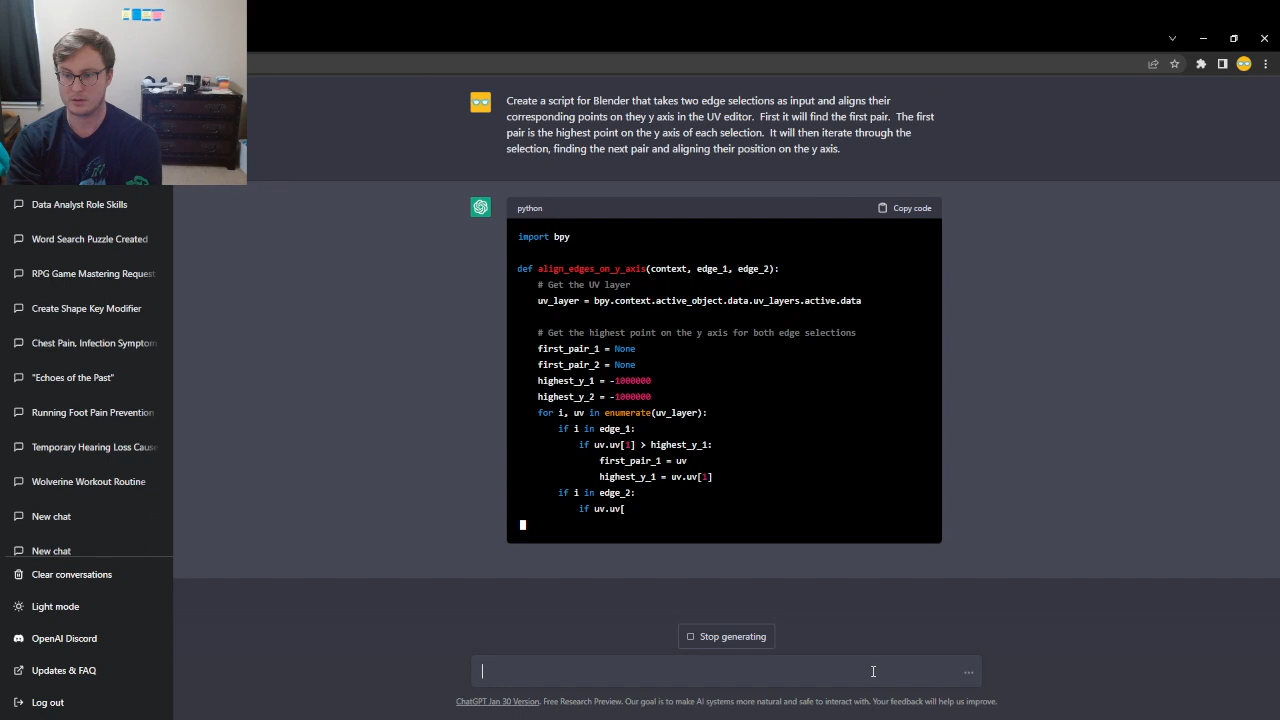 Create a script for Blender that takes two edge selections as input and aligns their
corresponding points on they y axis in the UV editor.  First it will find the first pair.  The first
pair is the highest point on the y axis of each selection.  It will then iterate through the
selection, finding the next pair and aligning their position on the y axis.
python
Copy code
import bpy
def align_edges_on_y_axis(context, edge_1, edge_2):
# Get the UV layer
uv_layer = bpy.context.active_object.data.uv_layers.active.data
# Get the highest point on the y axis for both edge selections
first_pair_1 = None
first_pair_2 = None
highest_y_1 = -1000000
highest_y_2 = -1000000
for i, uv in enumerate(uv_layer):
if i in edge_1:
if uv.uv[1] > highest_y_1:
first_pair_1 = uv
highest_y_1 = uv.uv[1]
if i in edge_2:
if uv.uv[
Data Analyst Role Skills
Word Search Puzzle Created
RPG Game Mastering Request
Create Shape Key Modifier
Chest Pain, Infection Symptom
"Echoes of the Past"
Running Foot Pain Prevention
Temporary Hearing Loss Cause
Wolverine Workout Routine
New chat
New chat
Clear conversations
Light mode
OpenAI Discord
Updates & FAQ
Log out
Stop generating
ChatGPT Jan 30 Version. Free Research Preview. Our goal is to make AI systems more natural and safe to interact with. Your feedback will help us improve.